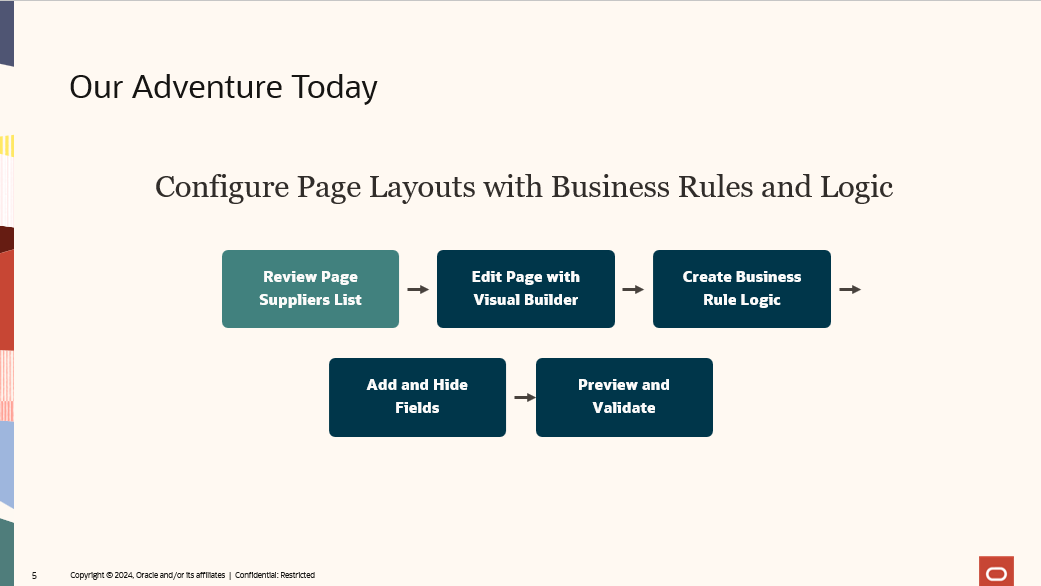 Our Adventure Today
Configure Page Layouts with Business Rules and Logic
Review Page
Suppliers List
Edit Page with
Visual Builder
Create Business
Rule Logic
Add and Hide
Fields
Preview and
Validate
5
Copyright © 2024, Oracle and/or its affiliates | Confidential: Restricted